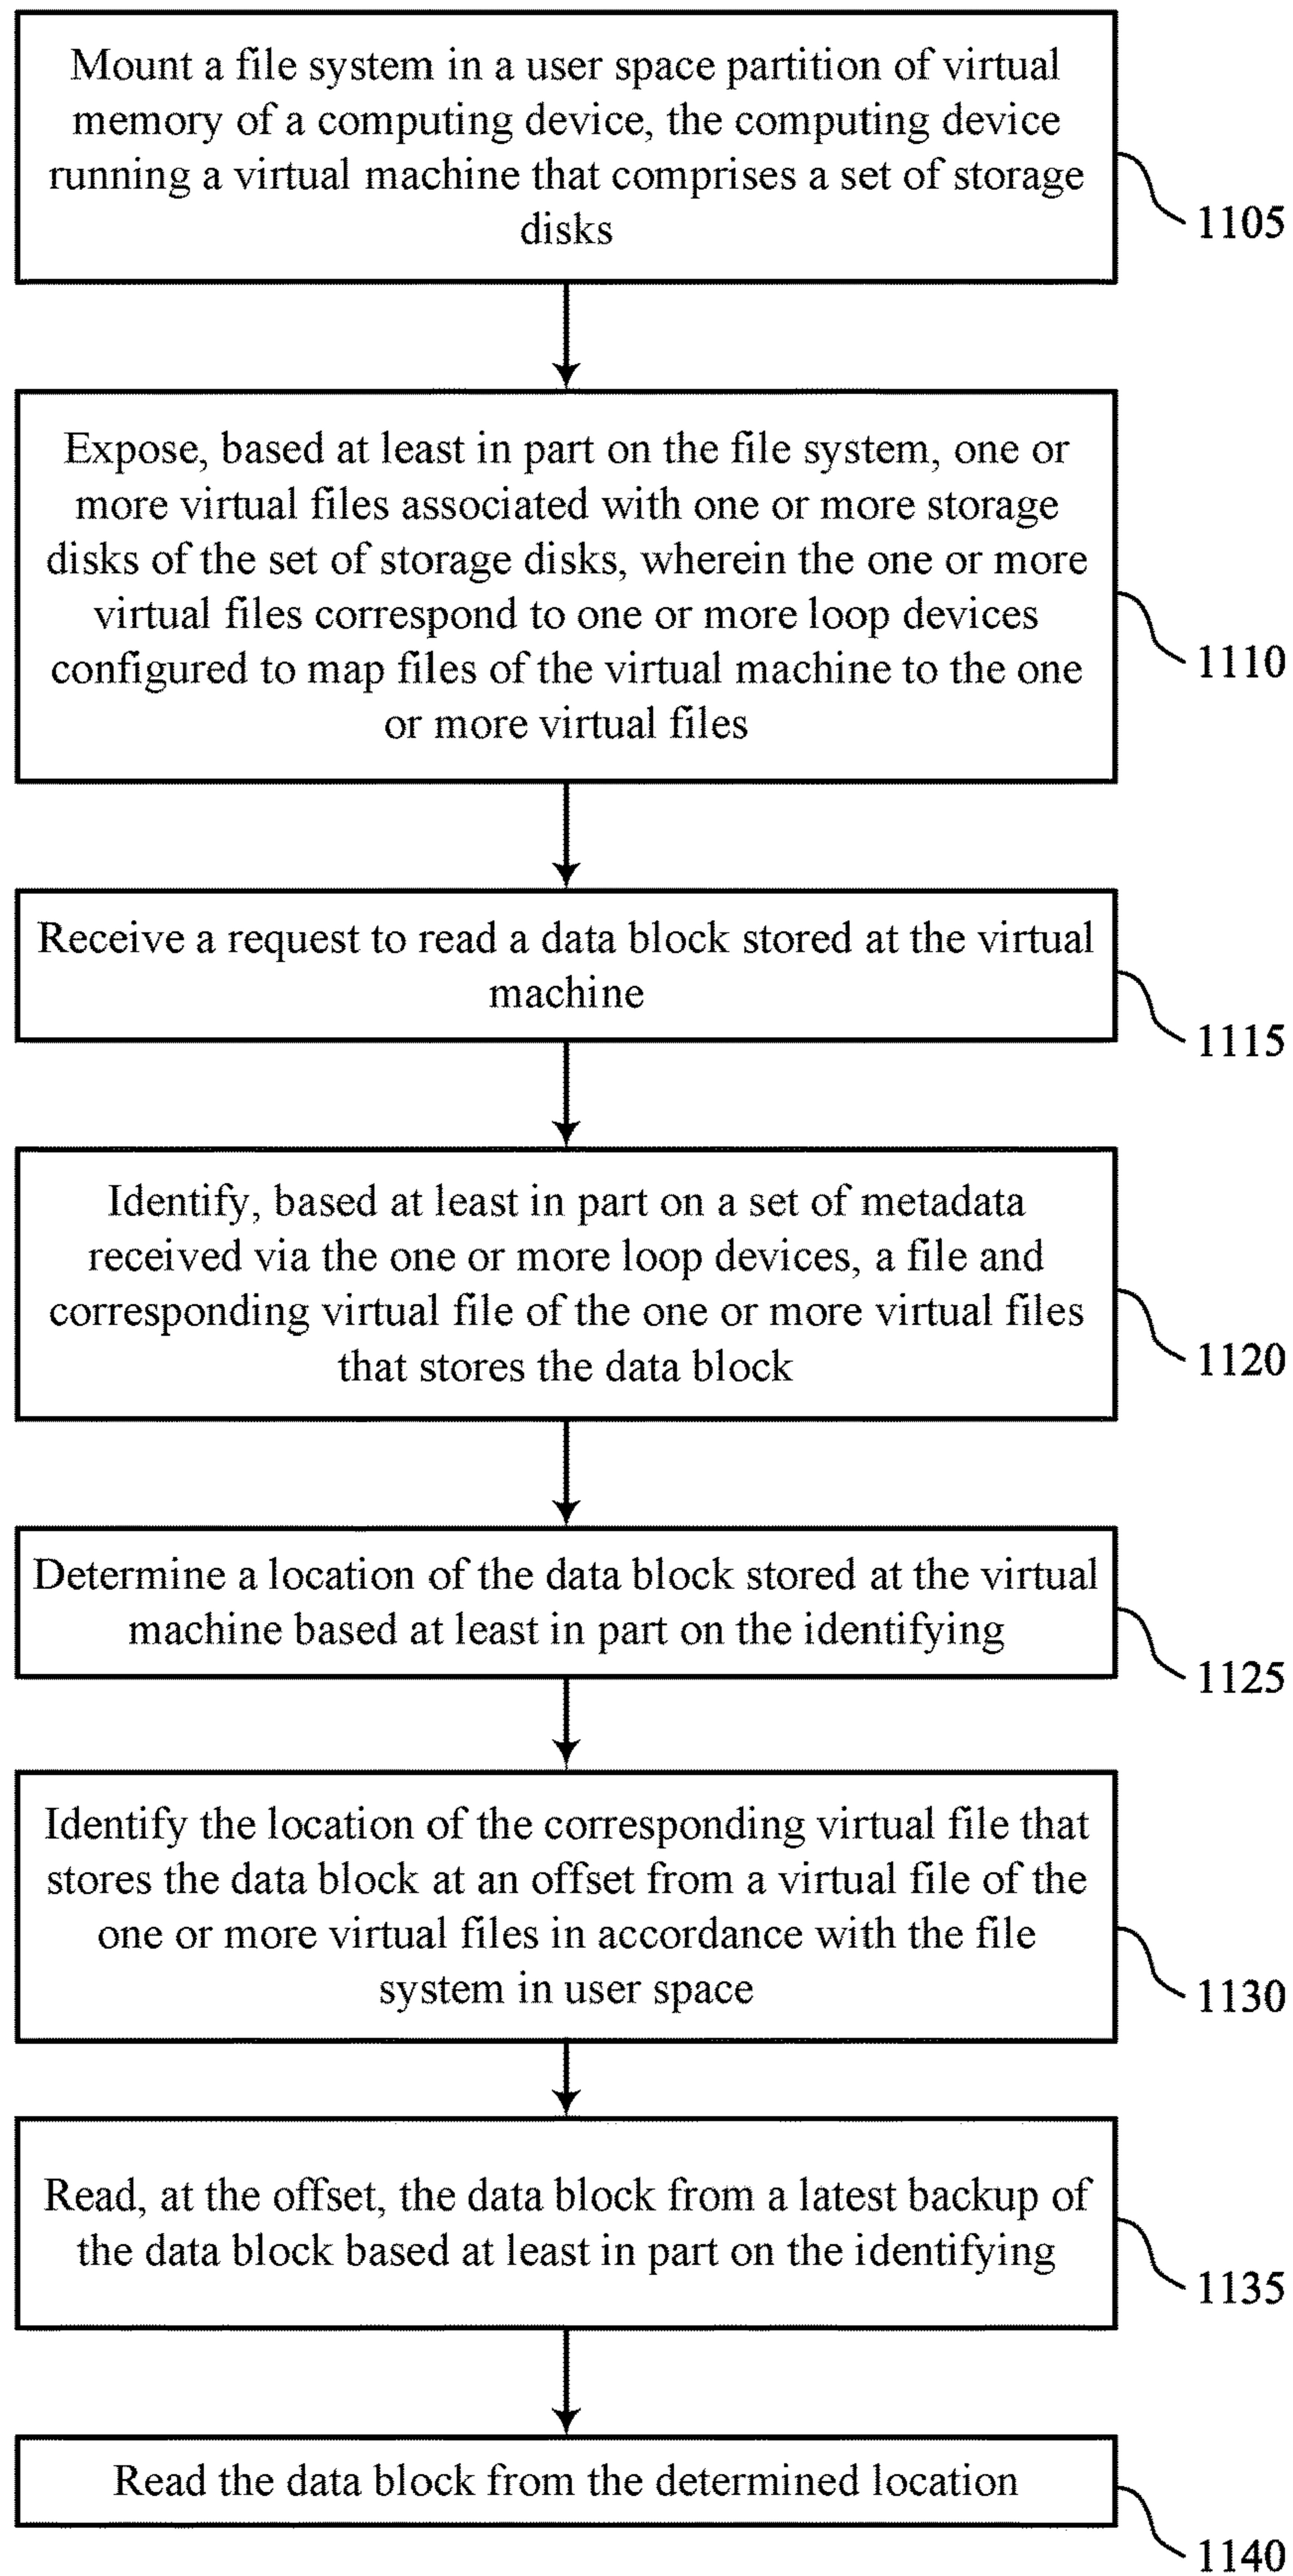 Mount a file system in a user space partition of virtual
memory of a computing device, the computing device
running a virtual machine that comprises a set of storage
disks
1105
Expose, based at least in part on the file system, one or
more virtual files associated with one or more storage
disks of the set of storage disks, wherein the one or more
virtual files correspond to one or more loop devices
configured to map files of the virtual machine to the one
or more virtual files
1110
Receive a request to read a data block stored at the virtual
machine
1115
Identify, based at least in part on a set of metadata
received via the one or more loop devices, a file and
corresponding virtual file of the one or more virtual files
that stores the data block
1120
Determine a location of the data block stored at the virtual
machine based at least in part on the identifying
1125
Identify the location of the corresponding virtual file that
stores the data block at an offset from a virtual file of the
one or more virtual files in accordance with the file
system in user space
1130
Read, at the offset, the data block from a latest backup of
the data block based at least in part on the identifying
1135
Read the data block from the determined location
1140